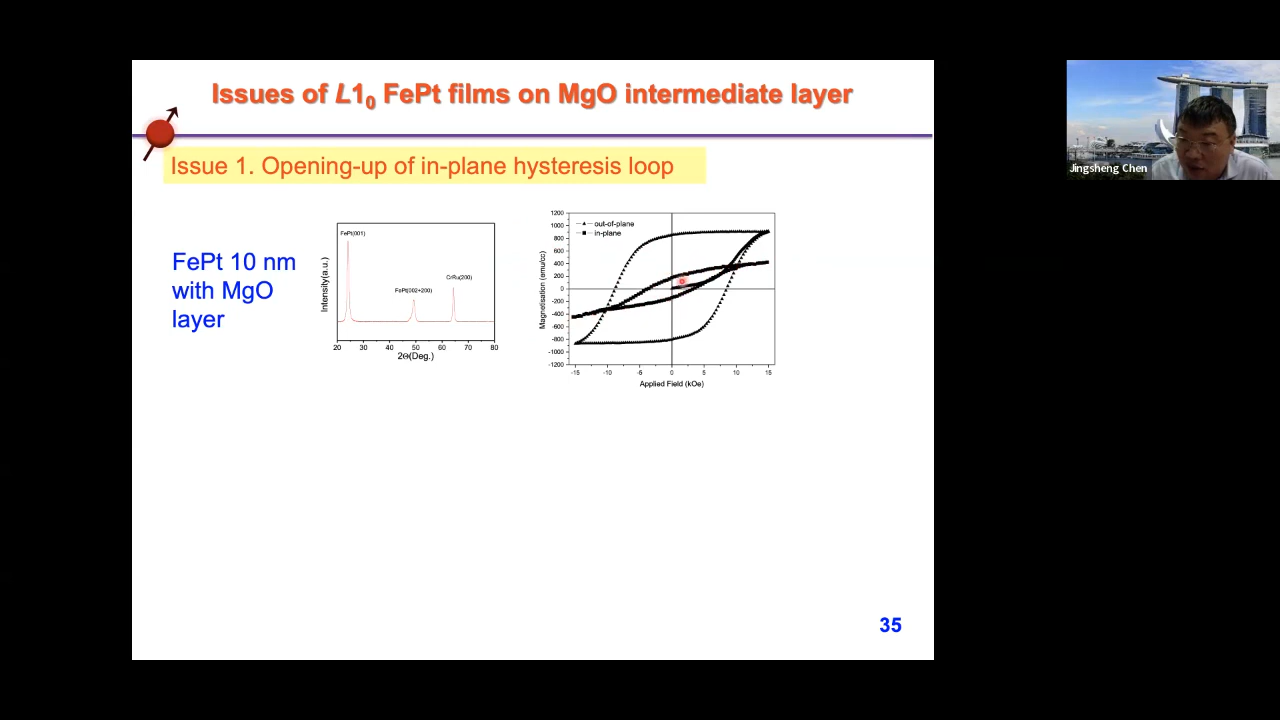 Issues of L1₀ FePt films on MgO intermediate layer
Issue 1. Opening-up of in-plane hysteresis loop
FePt 10 nm
with MgO
layer
FePt(001)
FePt(002+200)
CrRu(200)
Intensity(a.u.)
20 30 40 50 60 70 80
2Θ(Deg.)
out-of-plane
in-plane
Magnetisation (emu/cc)
1200
1000
800
600
400
200
0
-200
-400
-600
-800
-1000
-1200
-15 -10 -5 0 5 10 15
Applied Field (kOe)
35
Jingsheng Chen